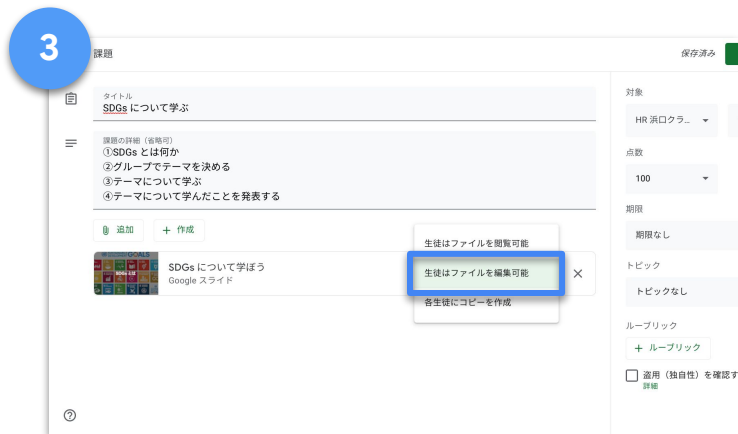 3
課題
保存済み
タイトル
SDGs について学ぶ
課題の詳細（省略可）
①SDGs とは何か
②グループでテーマを決める
③テーマについて学ぶ
④テーマについて学んだことを発表する
追加
+ 作成
GOALS
SDGsとは
SDGs について学ぼう
Google スライド
生徒はファイルを閲覧可能
生徒はファイルを編集可能
各生徒にコピーを作成
対象
HR 浜口クラ...
点数
100
期限
期限なし
トピック
トピックなし
ルーブリック
+ ルーブリック
盗用（独自性）を確認す
詳細